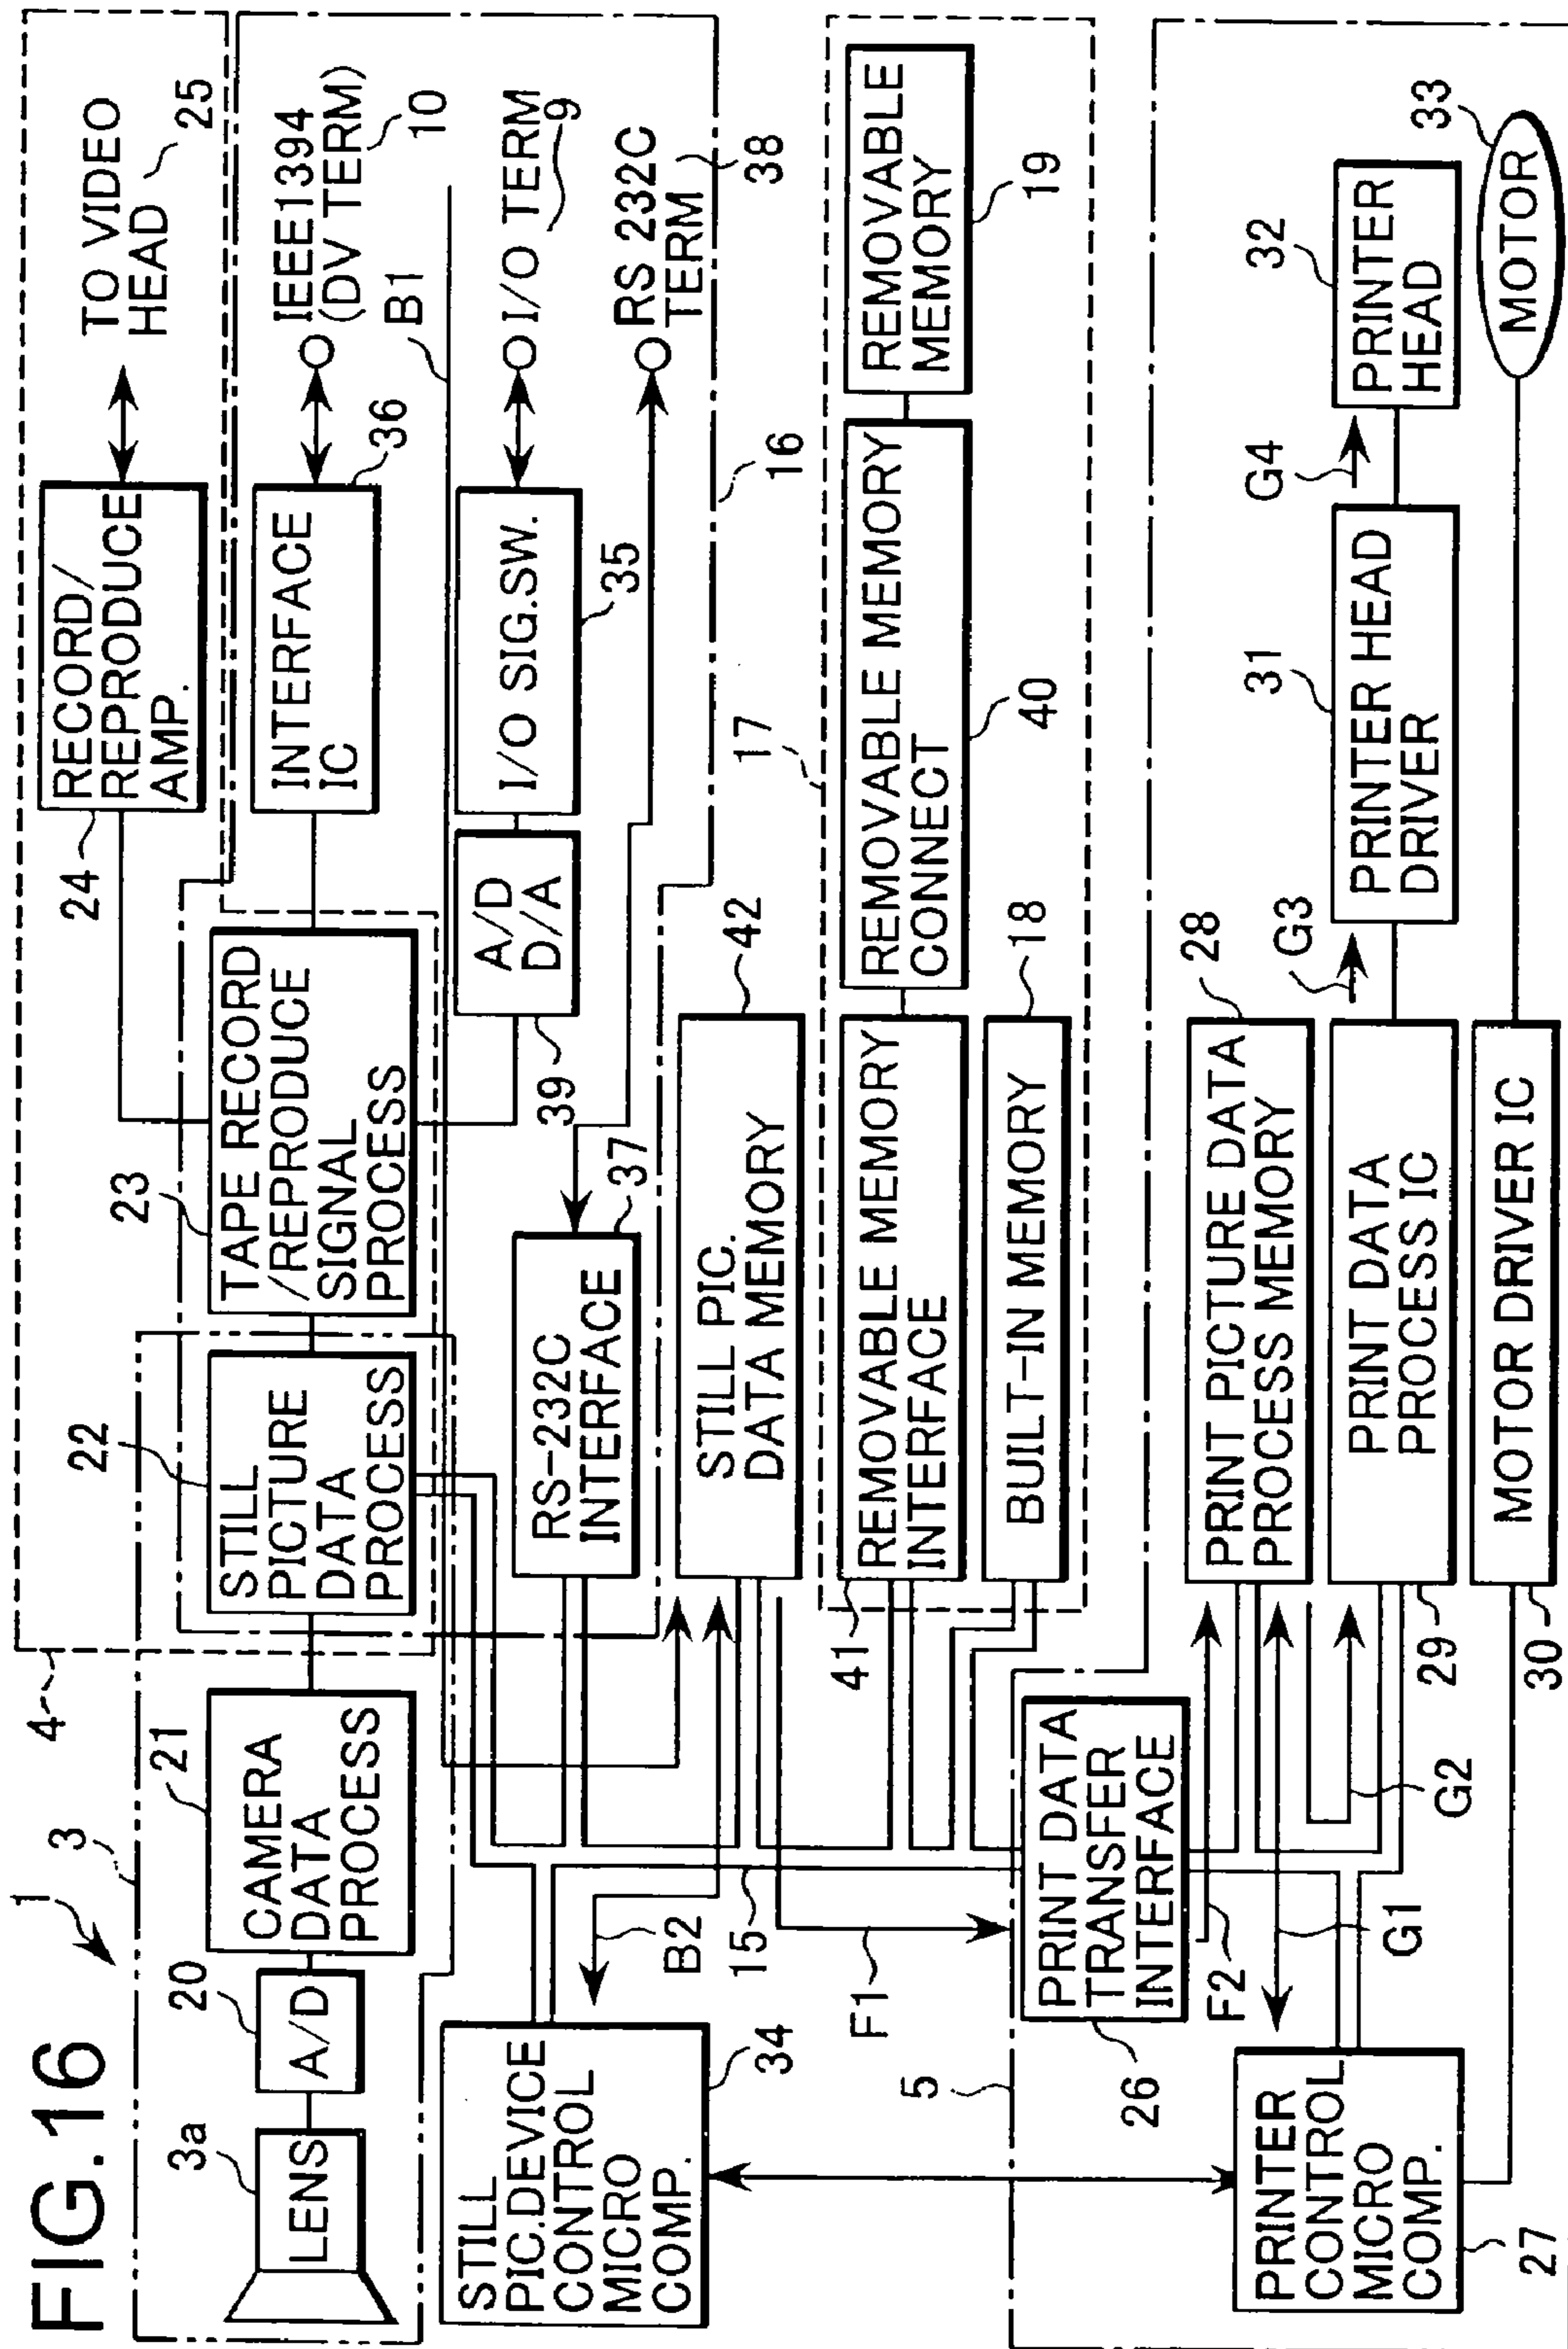 FIG.16
1
3
4
3a
LENS
20
A/D
21
CAMERA
DATA
PROCESS
22
STILL
PICTURE
DATA
PROCESS
23
TAPE RECORD
/REPRODUCE
SIGNAL
PROCESS
24
RECORD/
REPRODUCE
AMP.
TO VIDEO
HEAD
25
INTERFACE
IC
36
IEEE1394
(DV TERM)
10
B1
A/D
D/A
39
I/O SIG.SW.
35
I/O TERM
9
RS 232C
TERM
38
16
RS-232C
INTERFACE
37
STILL
PIC.DEVICE
CONTROL
MICRO
COMP.
34
B2
15
STILL PIC.
DATA MEMORY
42
17
REMOVABLE MEMORY
INTERFACE
41
REMOVABLE MEMORY
CONNECT
40
REMOVABLE
MEMORY
19
BUILT-IN MEMORY
18
F1
5
PRINT DATA
TRANSFER
INTERFACE
26
F2
G1
G2
PRINTER
CONTROL
MICRO
COMP.
27
PRINT PICTURE DATA
PROCESS MEMORY
28
PRINT DATA
PROCESS IC
29
G3
PRINTER HEAD
DRIVER
31
G4
PRINTER
HEAD
32
MOTOR DRIVER IC
30
MOTOR
33